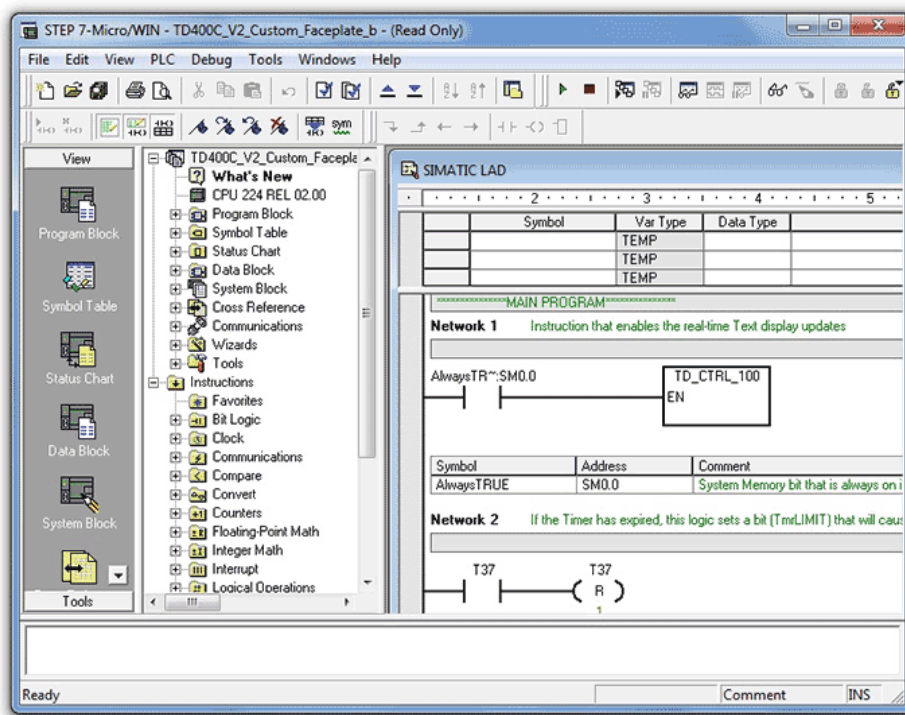 STEP 7-Micro/WIN - TD400C_V2_Custom_Faceplate_b - (Read Only)
File Edit View PLC Debug Tools Windows Help
sym
View
Program Block
Symbol Table
Status Chart
Data Block
System Block
Tools
TD400C_V2_Custom_Facepla
What's New
CPU 224 REL 02.00
Program Block
Symbol Table
Status Chart
Data Block
System Block
Cross Reference
Communications
Wizards
Tools
Instructions
Favorites
Bit Logic
Clock
Communications
Compare
Convert
Counters
Floating-Point Math
Integer Math
Interrupt
Logical Operations
SIMATIC LAD
2 3 4 5
Symbol Var Type Data Type
TEMP
TEMP
TEMP
MAIN PROGRAM
Network 1 Instruction that enables the real-time Text display updates
AlwaysTR~:SM0.0 TD_CTRL_100
EN
Symbol Address Comment
AlwaysTRUE SM0.0 System Memory bit that is always on i
Network 2 If the Timer has expired, this logic sets a bit (TmrLIMIT) that will caus
T37 T37
R
1
Ready Comment INS